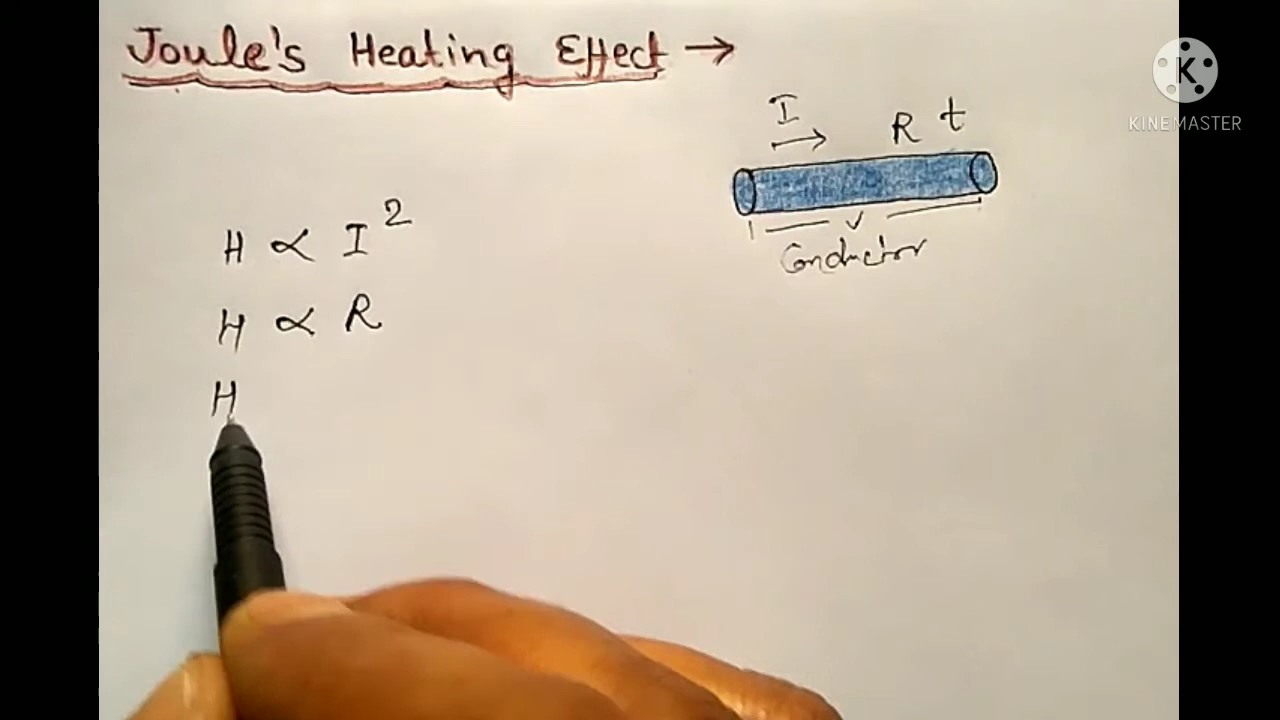 Joule's Heating Effect →
I → R t
V
Conductor
H ∝ I²
H ∝ R
H
K
KINEMASTER